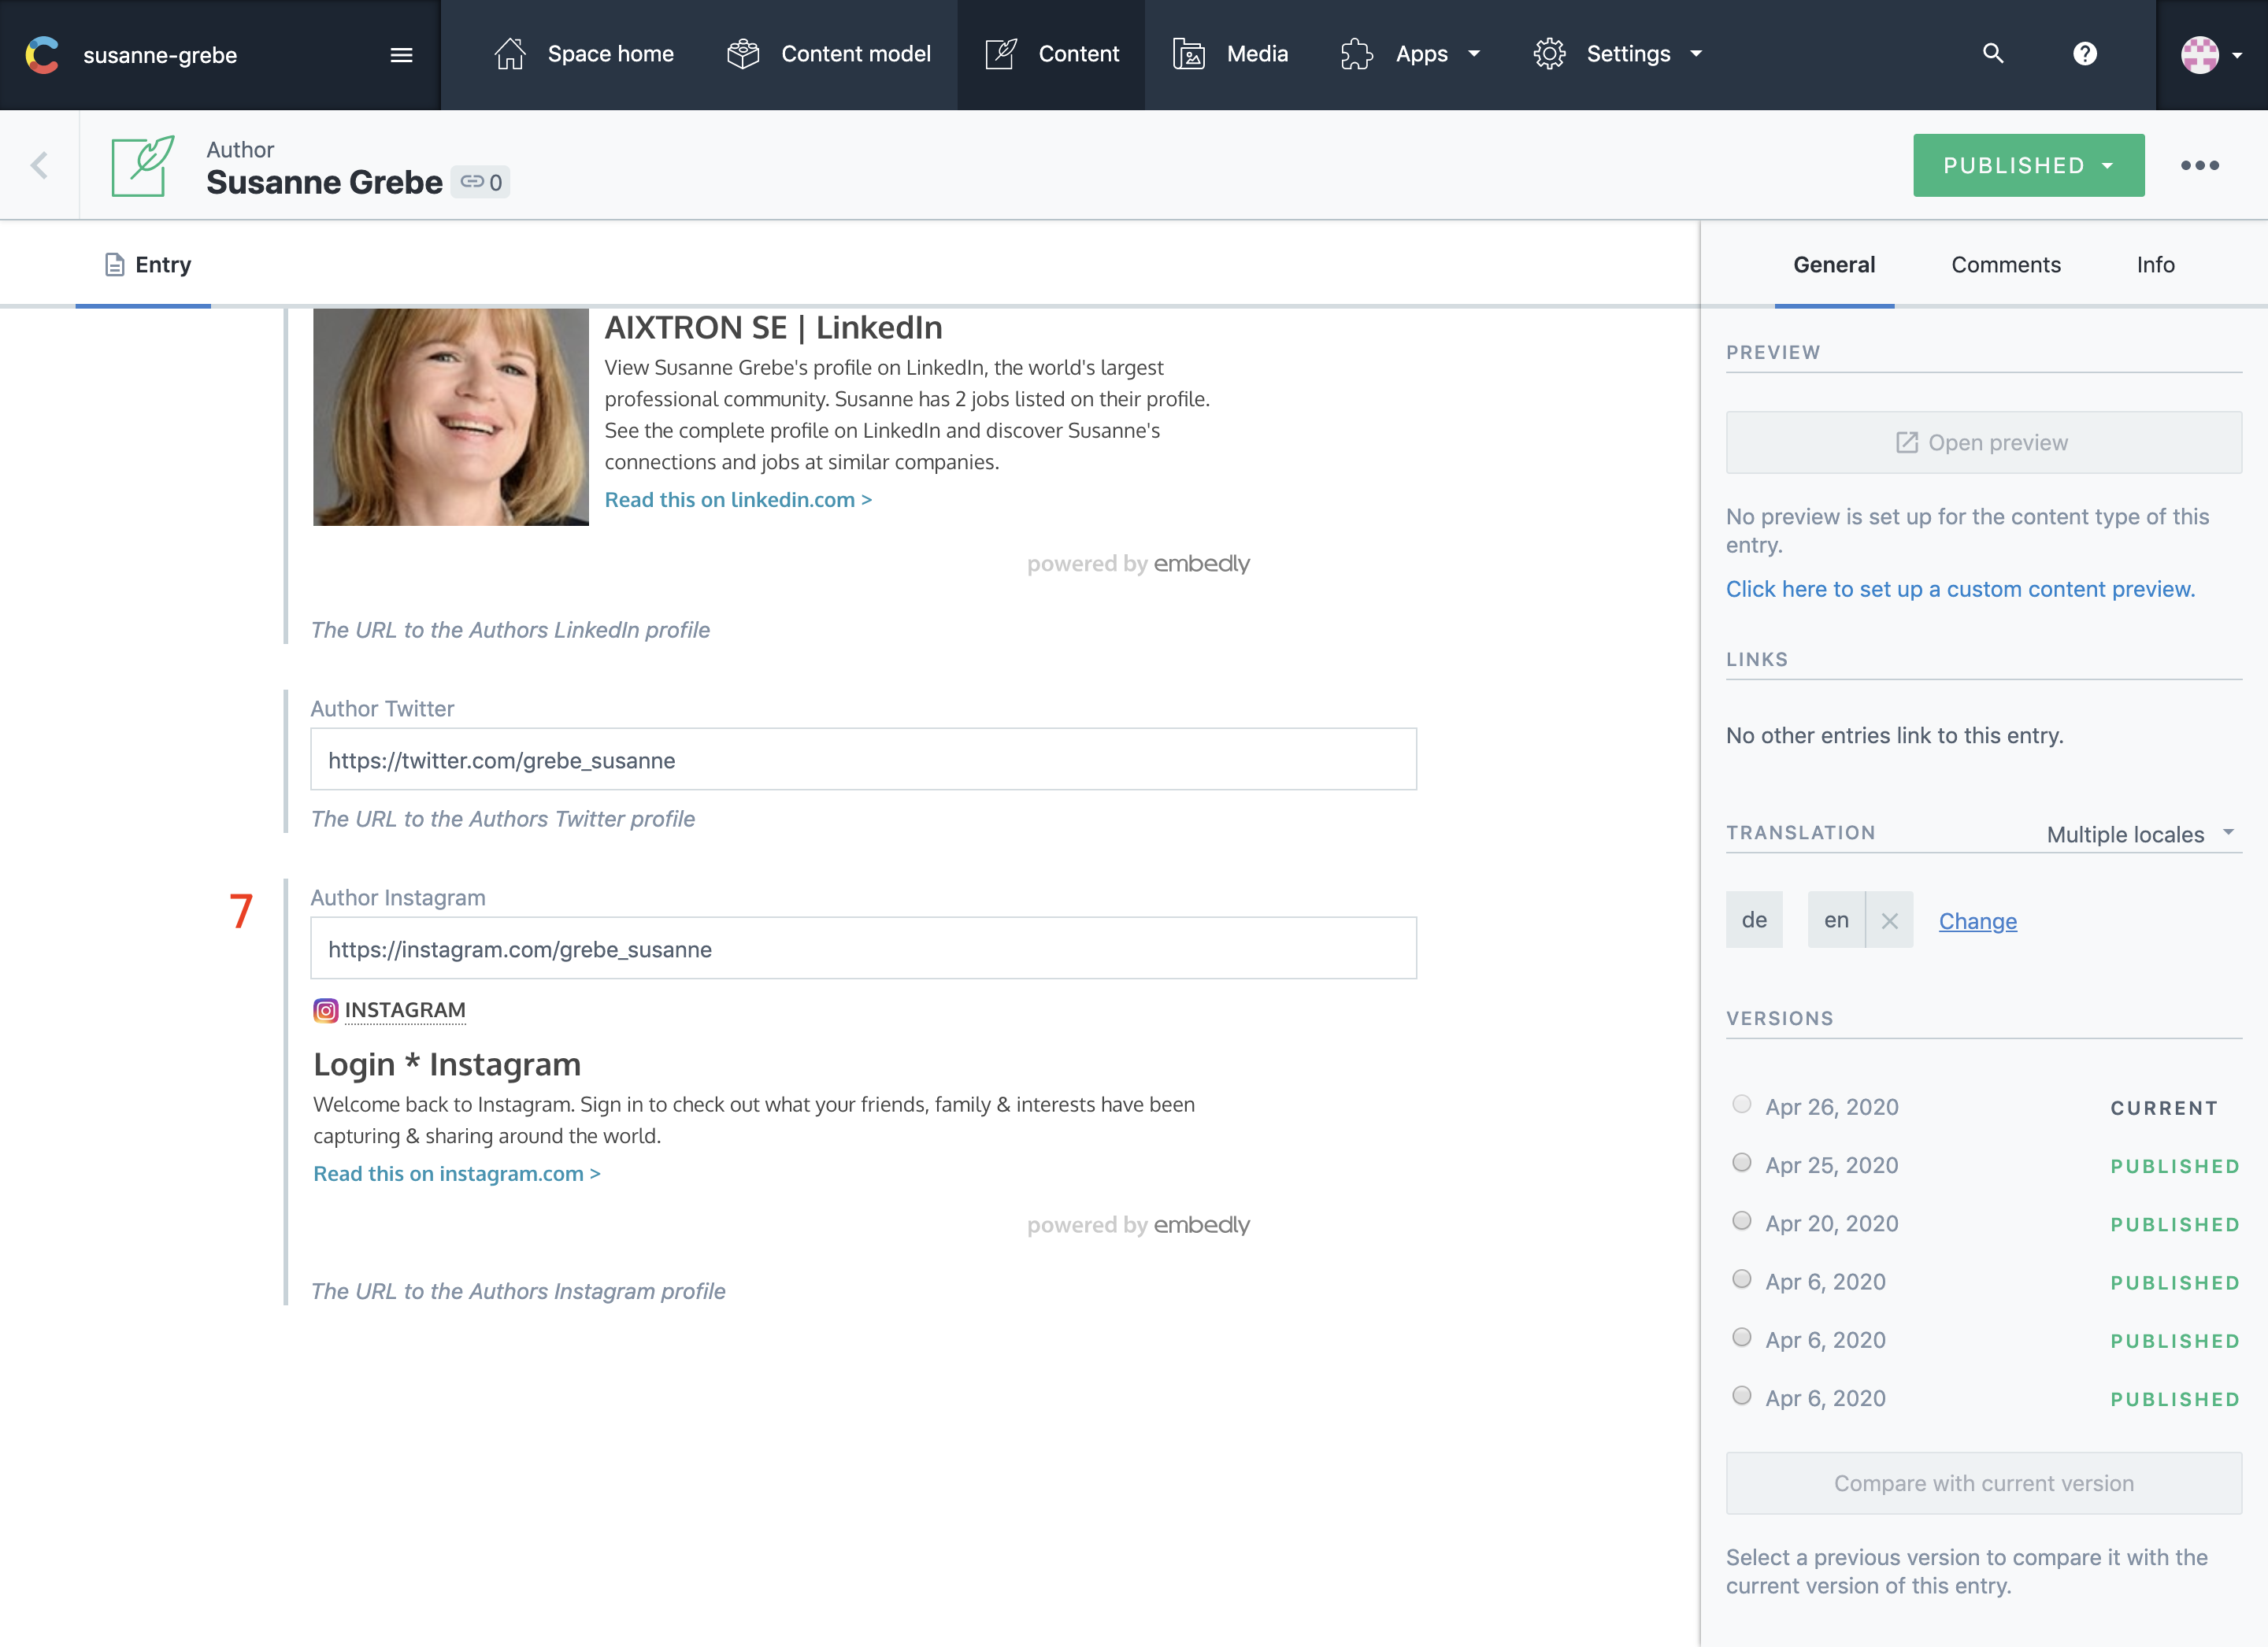 susanne-grebe
Space home
Content model
Content
Media
Apps
Settings
Author
Susanne Grebe
0
PUBLISHED
Entry
General
Comments
Info
AIXTRON SE | LinkedIn
View Susanne Grebe's profile on LinkedIn, the world's largest
professional community. Susanne has 2 jobs listed on their profile.
See the complete profile on LinkedIn and discover Susanne's
connections and jobs at similar companies.
Read this on linkedin.com >
powered by embedly
The URL to the Authors LinkedIn profile
Author Twitter
https://twitter.com/grebe_susanne
The URL to the Authors Twitter profile
7
Author Instagram
https://instagram.com/grebe_susanne
INSTAGRAM
Login * Instagram
Welcome back to Instagram. Sign in to check out what your friends, family & interests have been
capturing & sharing around the world.
Read this on instagram.com >
powered by embedly
The URL to the Authors Instagram profile
PREVIEW
Open preview
No preview is set up for the content type of this
entry.
Click here to set up a custom content preview.
LINKS
No other entries link to this entry.
TRANSLATION
Multiple locales
de
en
Change
VERSIONS
Apr 26, 2020 CURRENT
Apr 25, 2020 PUBLISHED
Apr 20, 2020 PUBLISHED
Apr 6, 2020 PUBLISHED
Apr 6, 2020 PUBLISHED
Apr 6, 2020 PUBLISHED
Compare with current version
Select a previous version to compare it with the
current version of this entry.